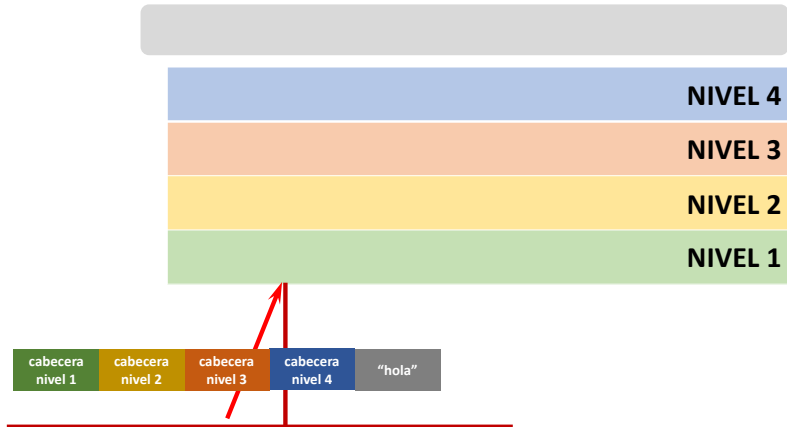 NIVEL 4
NIVEL 3
NIVEL 2
NIVEL 1
cabecera
nivel 1
cabecera
nivel 2
cabecera
nivel 3
cabecera
nivel 4
“hola”